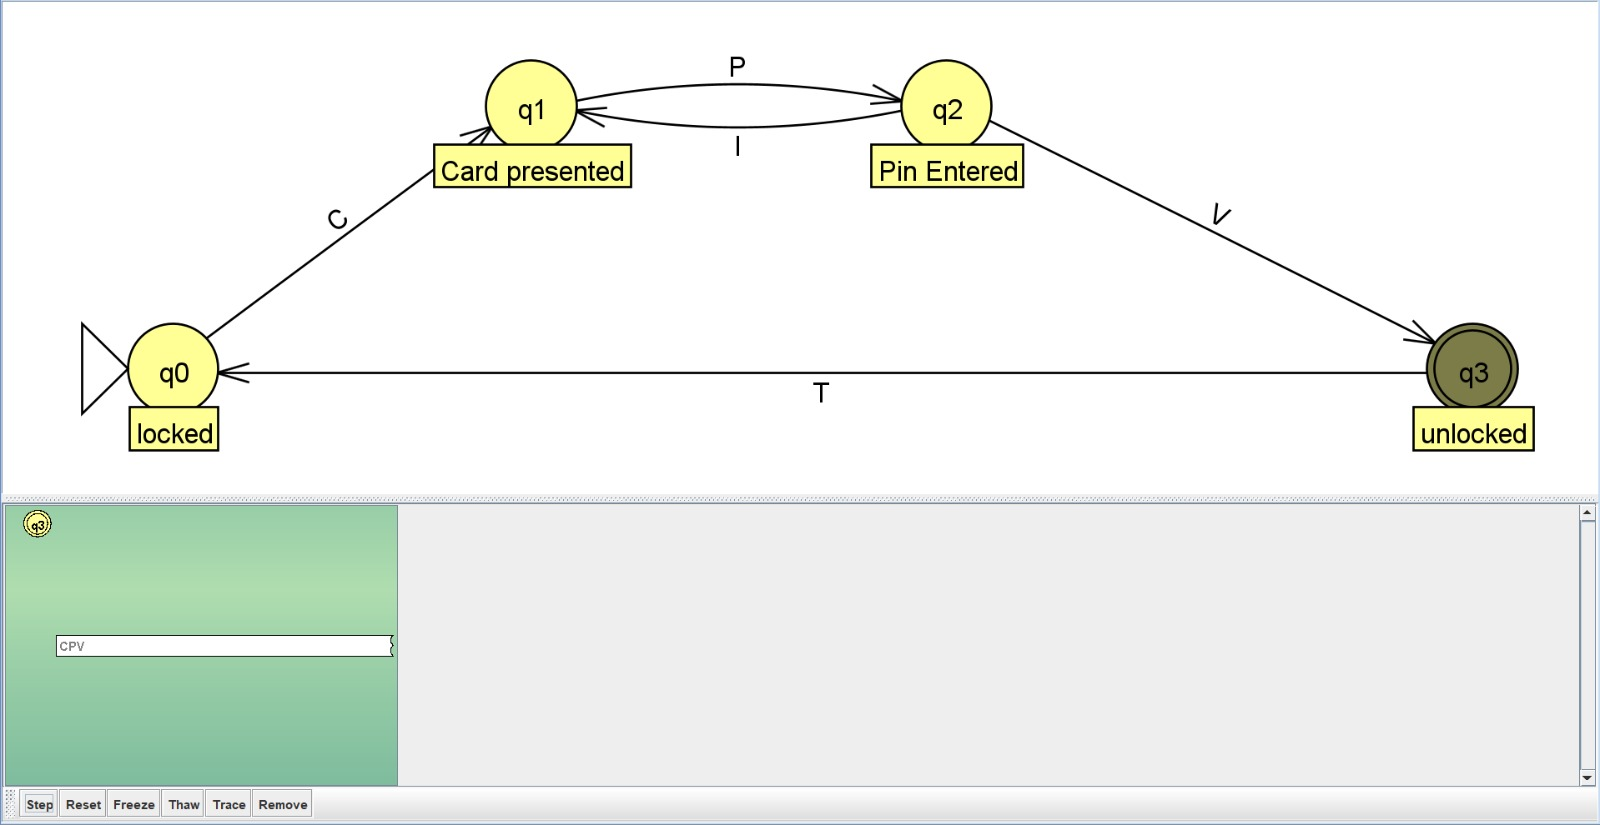 P
q1
q2
I
Card presented
Pin Entered
C
V
q0
q3
T
locked
unlocked
q3
CPV
Step Reset Freeze Thaw Trace Remove